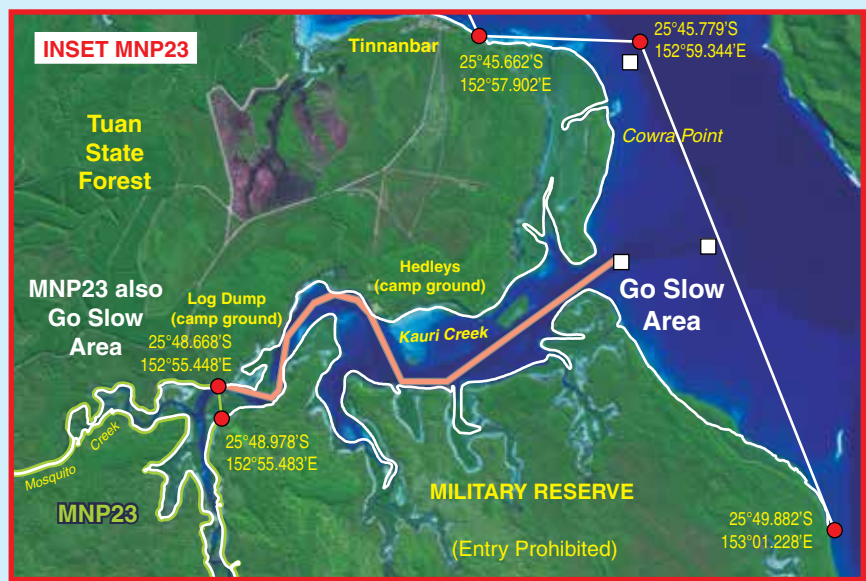 INSET MNP23
Tinnanbar
25°45.662'S
152°57.902'E
25°45.779'S
152°59.344'E
Tuan
State
Forest
Cowra Point
Hedleys
(camp ground)
Log Dump
(camp ground)
MNP23 also
Go Slow
Area
Go Slow
Area
Kauri Creek
25°48.668'S
152°55.448'E
25°48.978'S
152°55.483'E
Mosquito Creek
MNP23
MILITARY RESERVE
(Entry Prohibited)
25°49.882'S
153°01.228'E